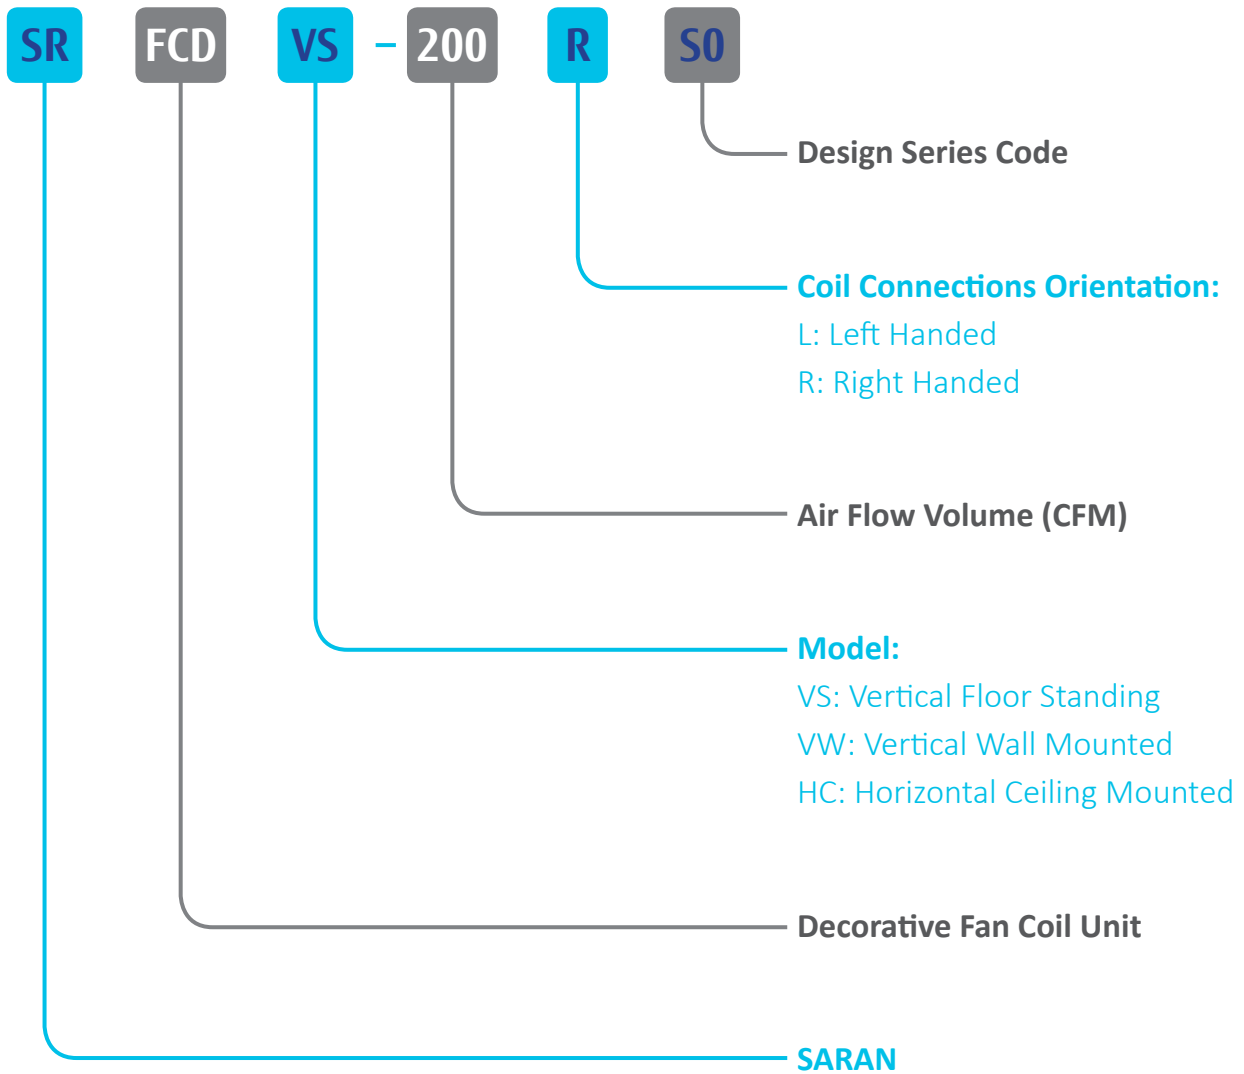 SR FCD VS – 200 R S0
Design Series Code
Coil Connections Orientation:
L: Left Handed
R: Right Handed
Air Flow Volume (CFM)
Model:
VS: Vertical Floor Standing
VW: Vertical Wall Mounted
HC: Horizontal Ceiling Mounted
Decorative Fan Coil Unit
SARAN